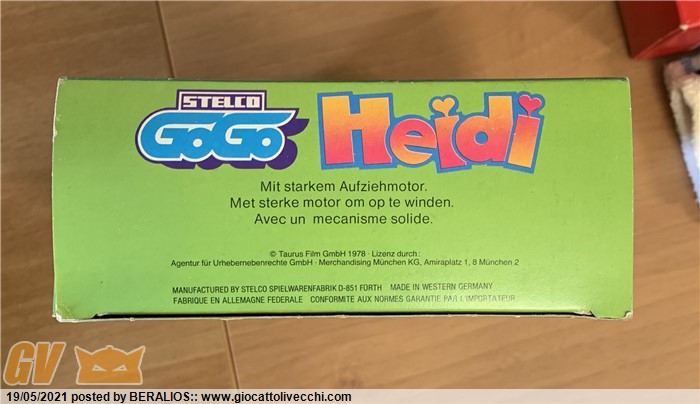 STELCO
GoGo Heidi
Mit starkem Aufziehmotor.
Met sterke motor om op te winden.
Avec un mecanisme solide.
© Taurus Film GmbH 1978 · Lizenz durch:
Agentur für Urhebernebenrechte GmbH · Merchandising München KG, Amiraplatz 1, 8 München 2
MANUFACTURED BY STELCO SPIELWARENFABRIK D-851 FÜRTH MADE IN WESTERN GERMANY
FABRIQUE EN ALLEMAGNE FEDERALE CONFORMITE AUX NORMES GARANTIE PAR L'IMPORTATEUR
GV
19/05/2021 posted by BERALIOS:: www.giocattolivecchi.com